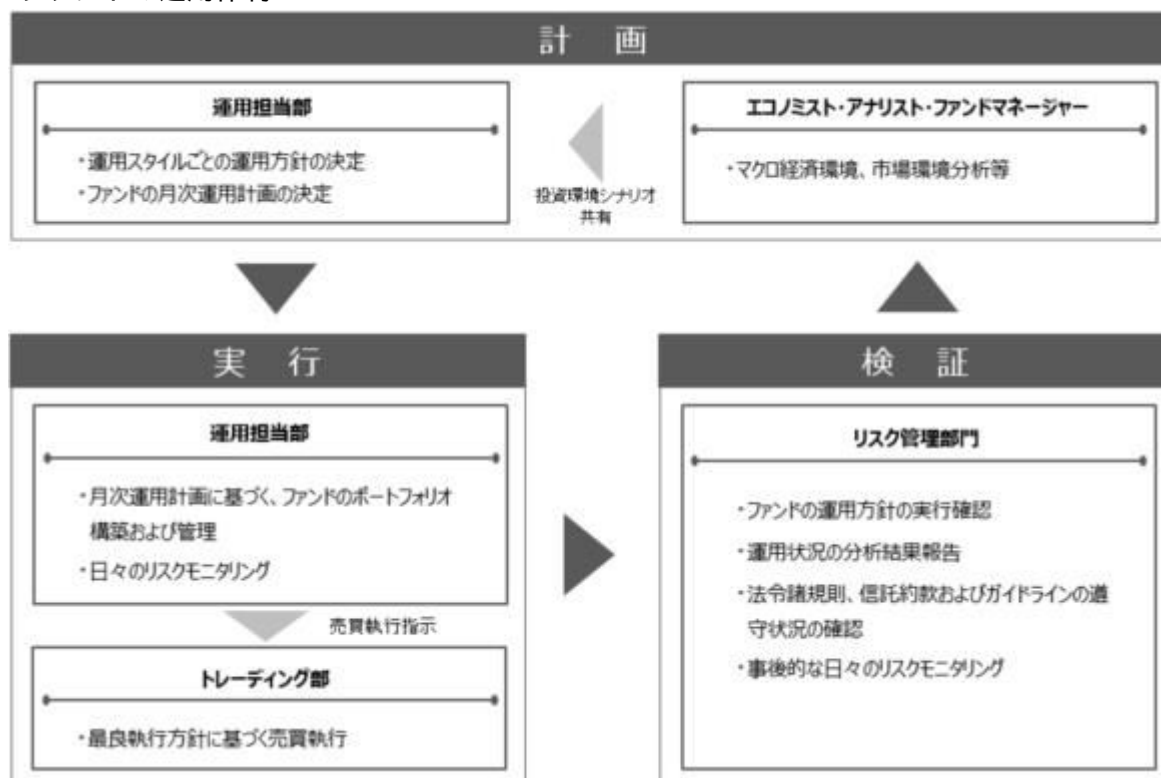 計 画
運用担当部
・運用スタイルごとの運用方針の決定
・ファンドの月次運用計画の決定
投資環境シナリオ
共有
エコノミスト・アナリスト・ファンドマネージャー
・マクロ経済環境、市場環境分析等
実 行
運用担当部
・月次運用計画に基づく、ファンドのポートフォリオ
構築および管理
・日々のリスクモニタリング
売買執行指示
トレーディング部
・最良執行方針に基づく売買執行
検 証
リスク管理部門
・ファンドの運用方針の実行確認
・運用状況の分析結果報告
・法令諸規則、信託約款およびガイドラインの遵
守状況の確認
・事後的な日々のリスクモニタリング